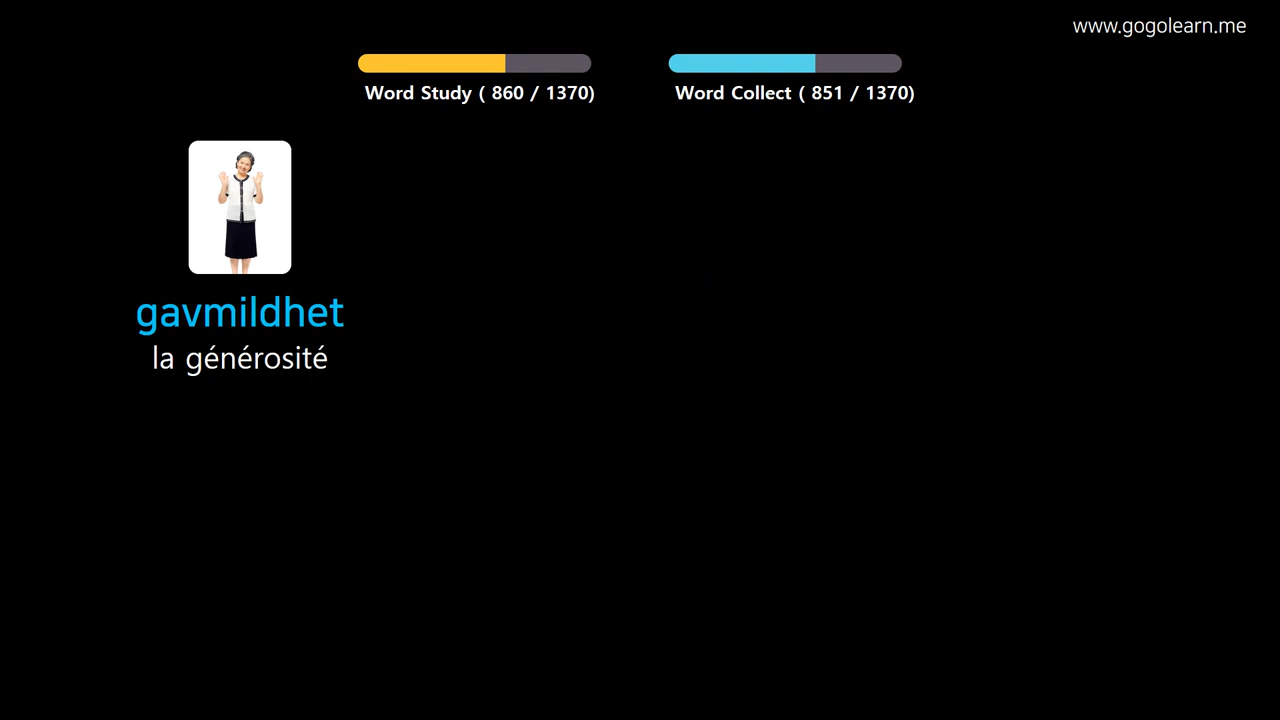 www.gogolearn.me
Word Study ( 860 / 1370)
Word Collect ( 851 / 1370)
gavmildhet
la générosité